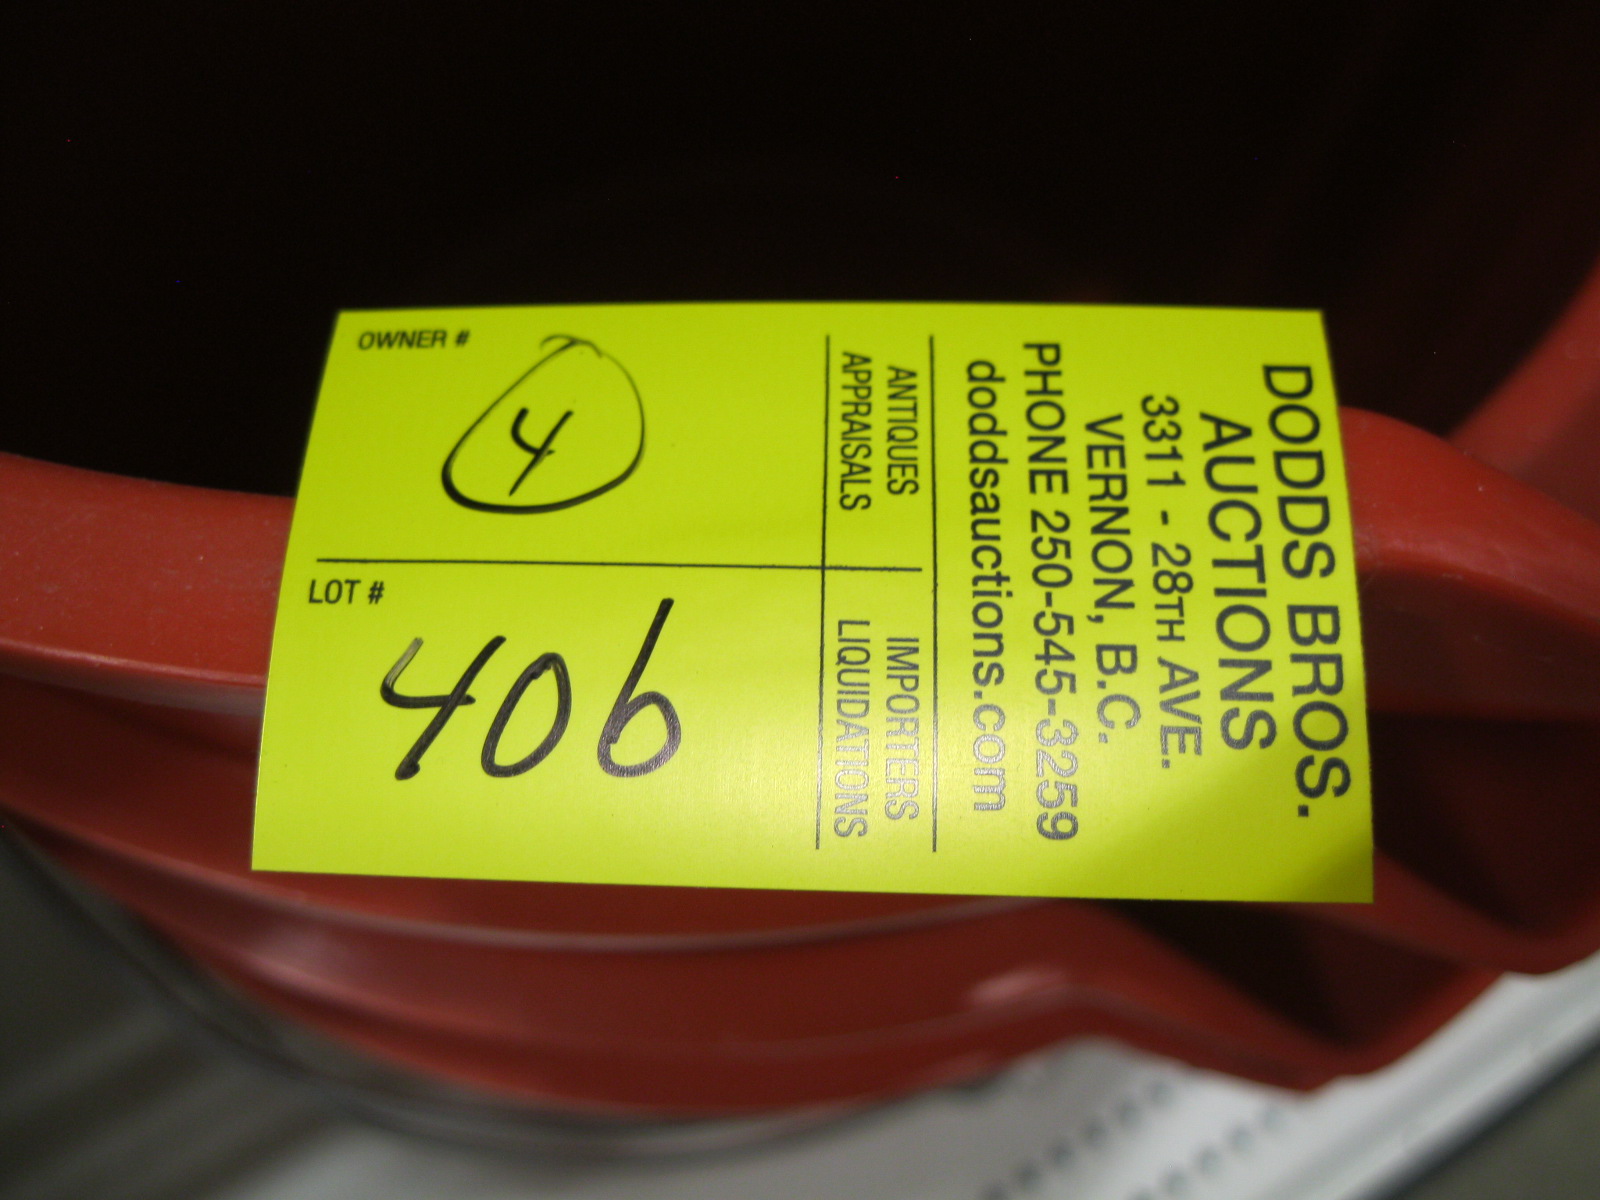 DODDS BROS.
AUCTIONS
3311 - 28TH AVE.
VERNON, B.C.
PHONE 250-545-3259
doddsauctions.com
ANTIQUES
APPRAISALS
IMPORTERS
LIQUIDATIONS
OWNER #
4
LOT #
406